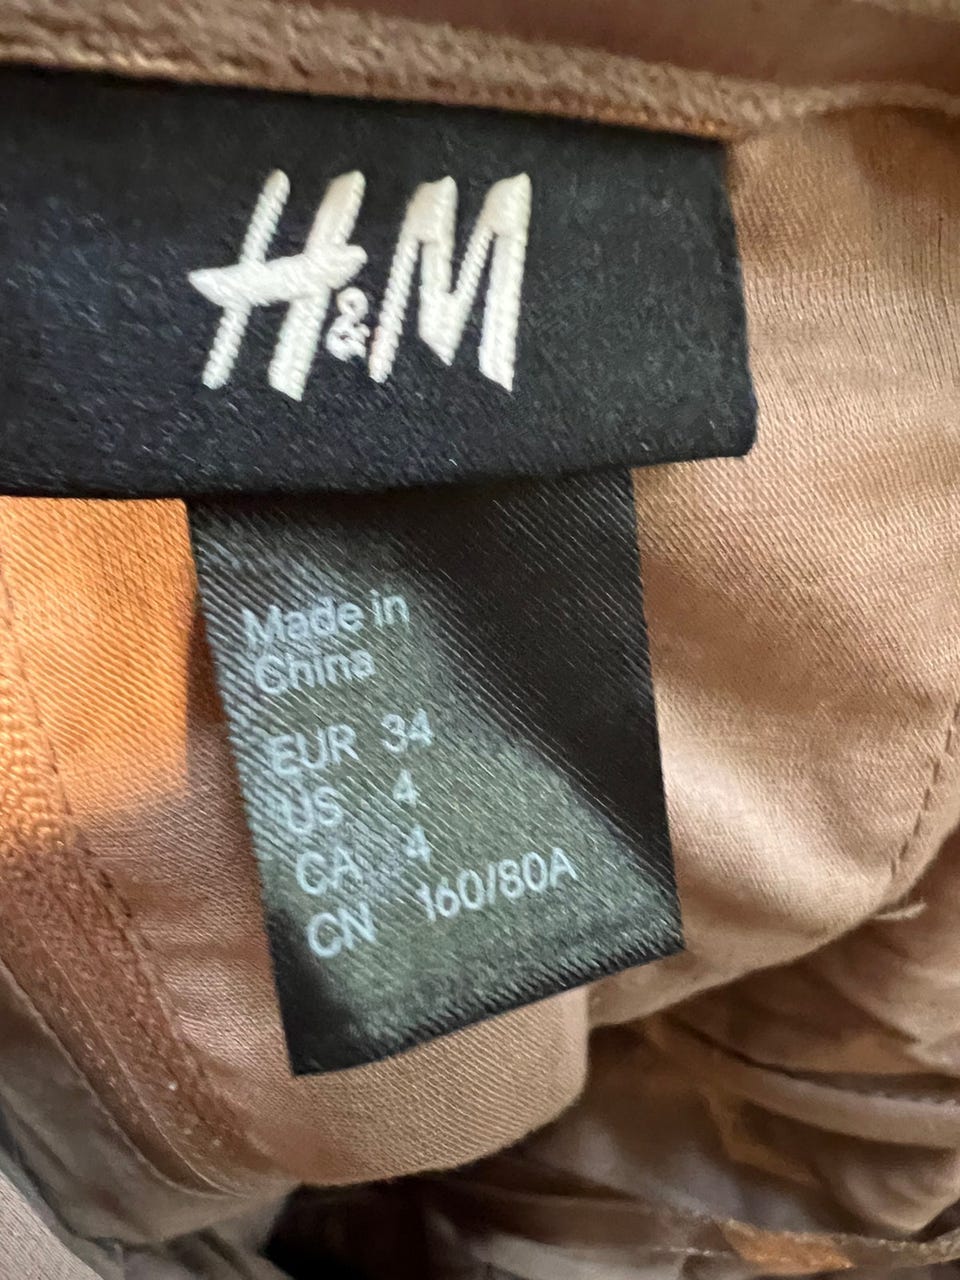 H&M
Made in
China
EUR 34
US 4
CA 4
CN 160/80A